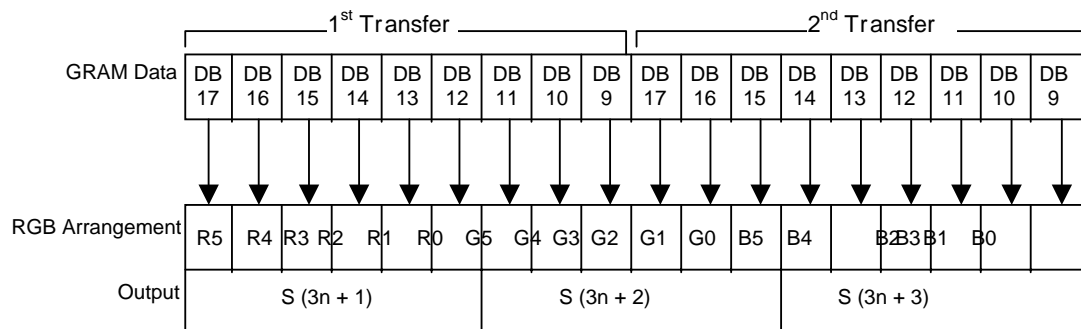 1st Transfer 2nd Transfer
GRAM Data DB 17 DB 16 DB 15 DB 14 DB 13 DB 12 DB 11 DB 10 DB 9 DB 17 DB 16 DB 15 DB 14 DB 13 DB 12 DB 11 DB 10 DB 9
RGB Arrangement R5 R4 R3 R2 R1 R0 G5 G4 G3 G2 G1 G0 B5 B4 B2 B3 B1 B0
Output S (3n + 1) S (3n + 2) S (3n + 3)